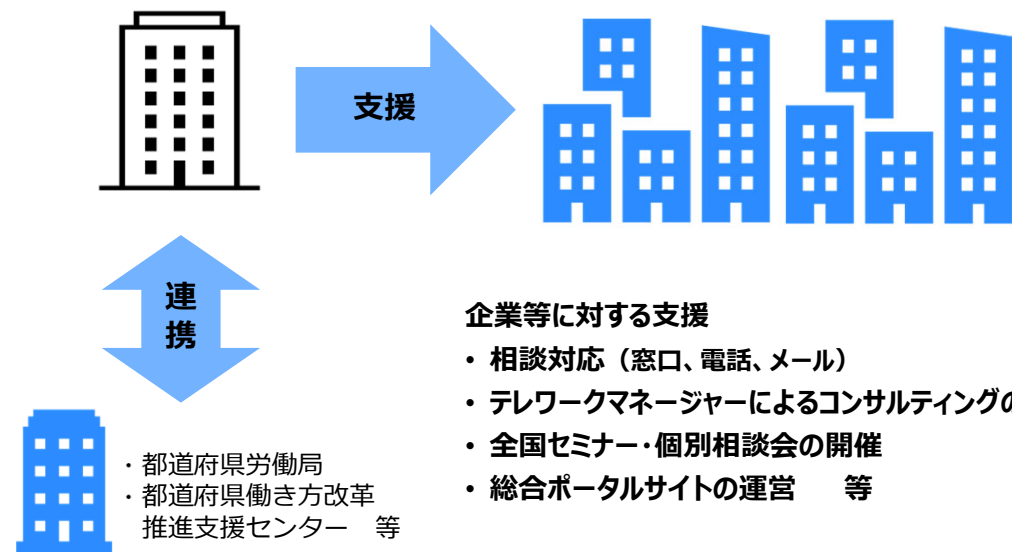 支援
連
携
企業等に対する支援
• 相談対応（窓口、電話、メール）
• テレワークマネージャーによるコンサルティングの
• 全国セミナー・個別相談会の開催
• 総合ポータルサイトの運営　等
・都道府県労働局
・都道府県働き方改革
推進支援センター　等